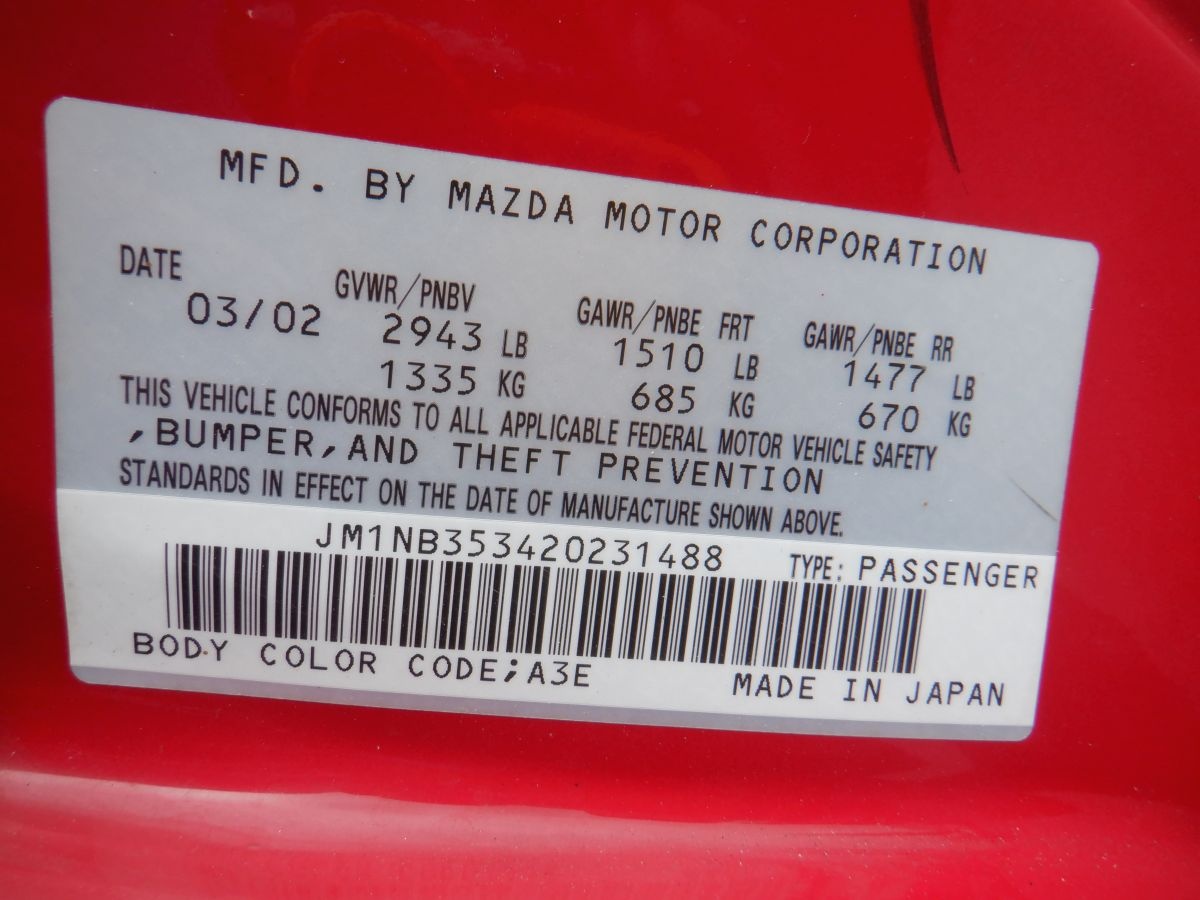 MFD. BY MAZDA MOTOR CORPORATION
DATE GVWR/PNBV GAWR/PNBE FRT GAWR/PNBE RR
03/02 2943 LB 1510 LB 1477 LB
1335 KG 685 KG 670 KG
THIS VEHICLE CONFORMS TO ALL APPLICABLE FEDERAL MOTOR VEHICLE SAFETY
,BUMPER,AND THEFT PREVENTION
STANDARDS IN EFFECT ON THE DATE OF MANUFACTURE SHOWN ABOVE.
JM1NB353420231488 TYPE: PASSENGER
BODY COLOR CODE;A3E MADE IN JAPAN